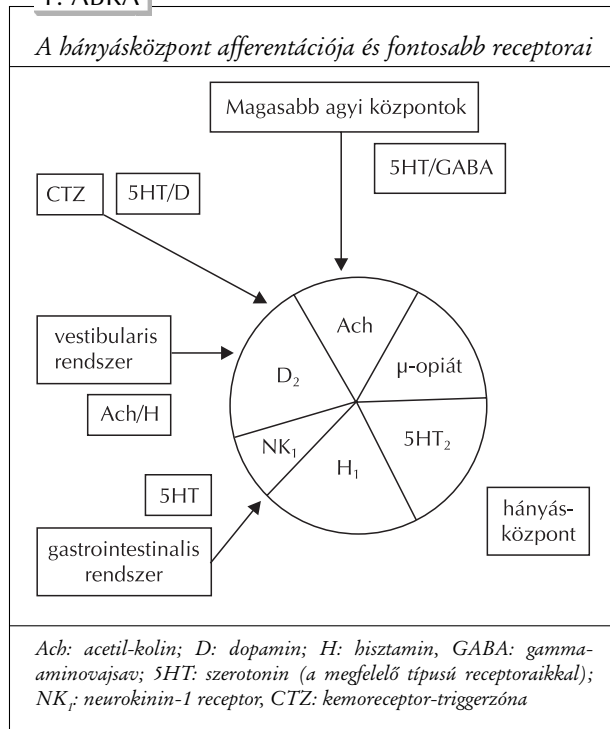 1. ÁBRA
A hányásközpont afferentációja és fontosabb receptorai
Magasabb agyi központok
5HT/GABA
CTZ
5HT/D
vestibularis
rendszer
Ach/H
5HT
gastrointestinalis
rendszer
Ach
µ-opiát
D₂
5HT₂
NK₁
H₁
hányás-
központ
Ach: acetil-kolin; D: dopamin; H: hisztamin, GABA: gamma-
aminovajsav; 5HT: szerotonin (a megfelelő típusú receptoraikkal);
NK₁: neurokinin-1 receptor, CTZ: kemoreceptor-triggerzóna